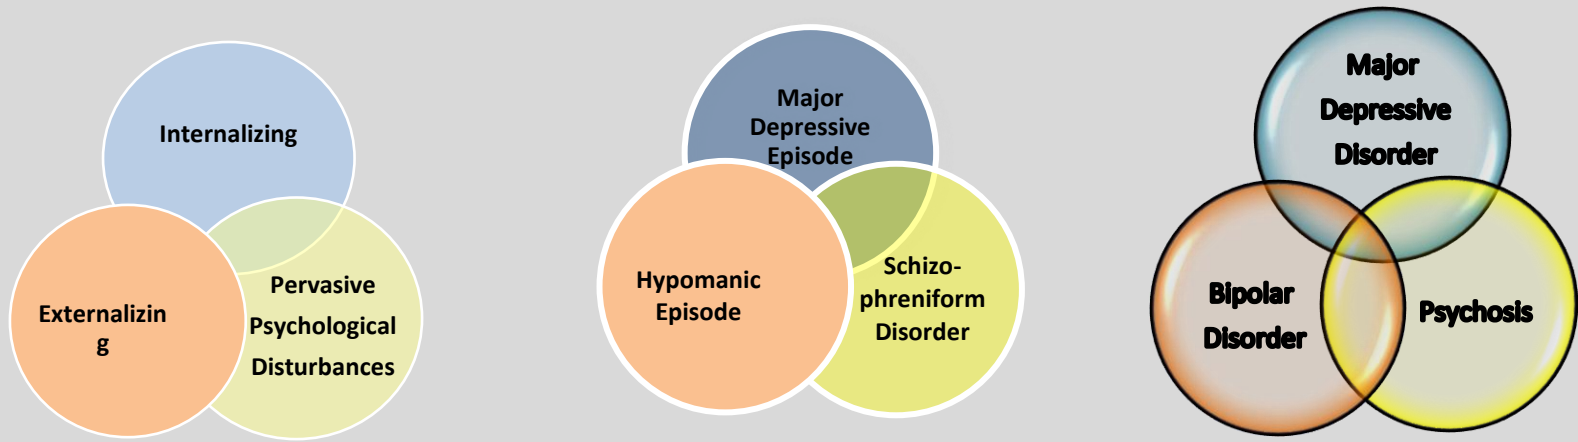 Internalizing
Externalizin
g
Pervasive
Psychological
Disturbances
Major
Depressive
Episode
Hypomanic
Episode
Schizo-
phreniform
Disorder
Major
Depressive
Disorder
Bipolar
Disorder
Psychosis